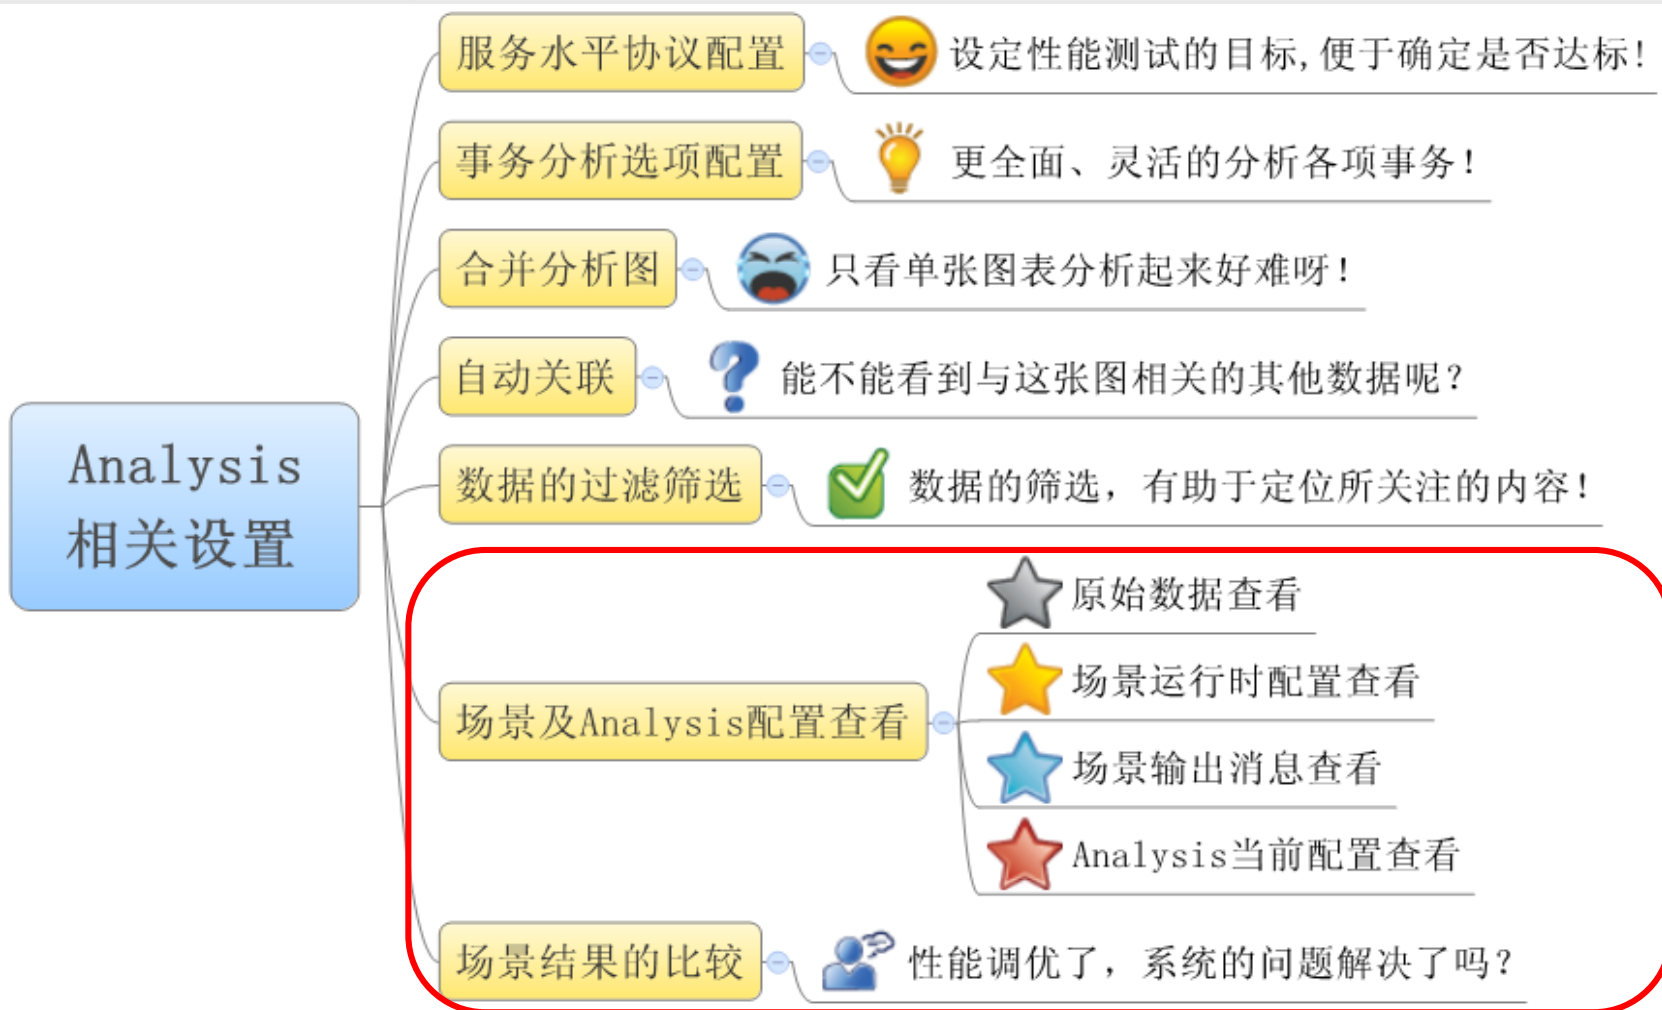 服务水平协议配置
设定性能测试的目标,便于确定是否达标!
事务分析选项配置
更全面、灵活的分析各项事务!
合并分析图
只看单张图表分析起来好难呀!
自动关联
能不能看到与这张图相关的其他数据呢?
Analysis
相关设置
数据的过滤筛选
数据的筛选，有助于定位所关注的内容!
场景及Analysis配置查看
原始数据查看
场景运行时配置查看
场景输出消息查看
Analysis当前配置查看
场景结果的比较
性能调优了，系统的问题解决了吗?